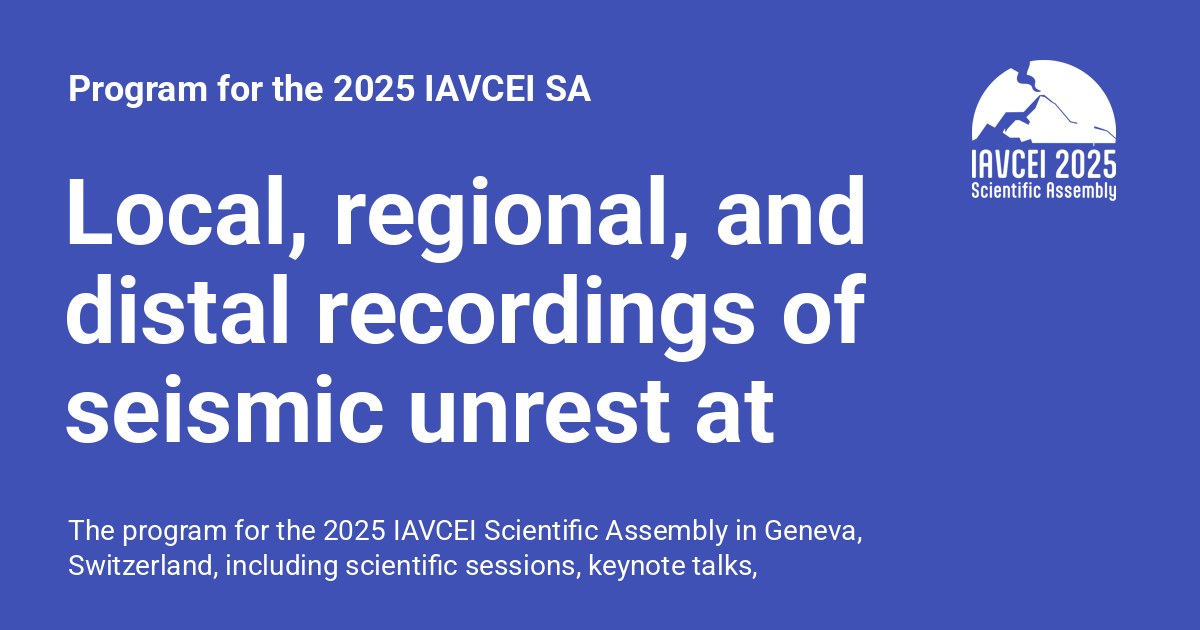 Program for the 2025 IAVCEI SA
IAVCEI 2025
Scientific Assembly
Local, regional, and
distal recordings of
seismic unrest at
The program for the 2025 IAVCEI Scientific Assembly in Geneva,
Switzerland, including scientific sessions, keynote talks,